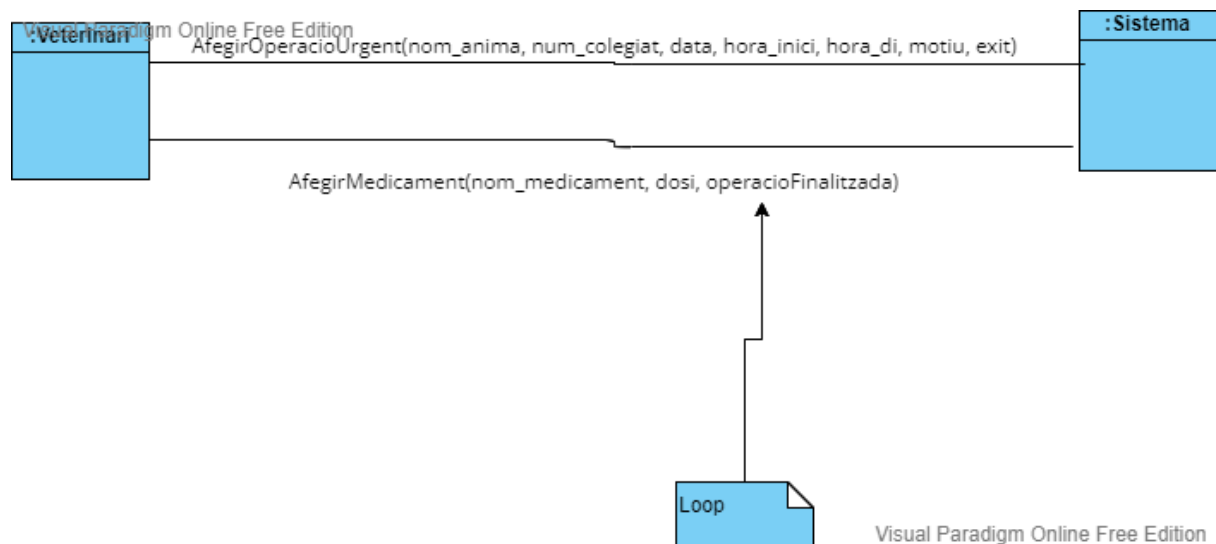 Visual Paradigm Online Free Edition
:Veterinari
:Sistema
AfegirOperacioUrgent(nom_anima, num_colegiat, data, hora_inici, hora_di, motiu, exit)
AfegirMedicament(nom_medicament, dosi, operacioFinalitzada)
Loop
Visual Paradigm Online Free Edition